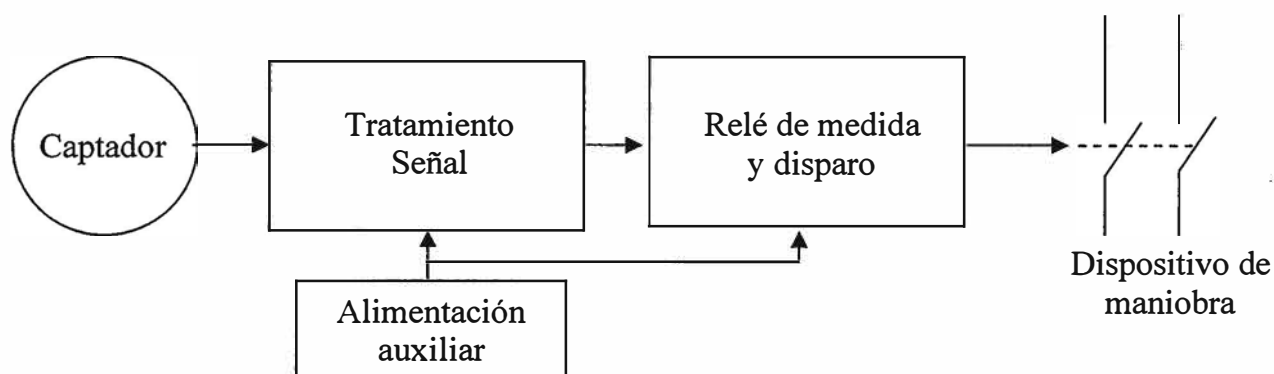 Captador
Tratamiento
Señal
Relé de medida
y disparo
Alimentación
auxiliar
Dispositivo de
maniobra